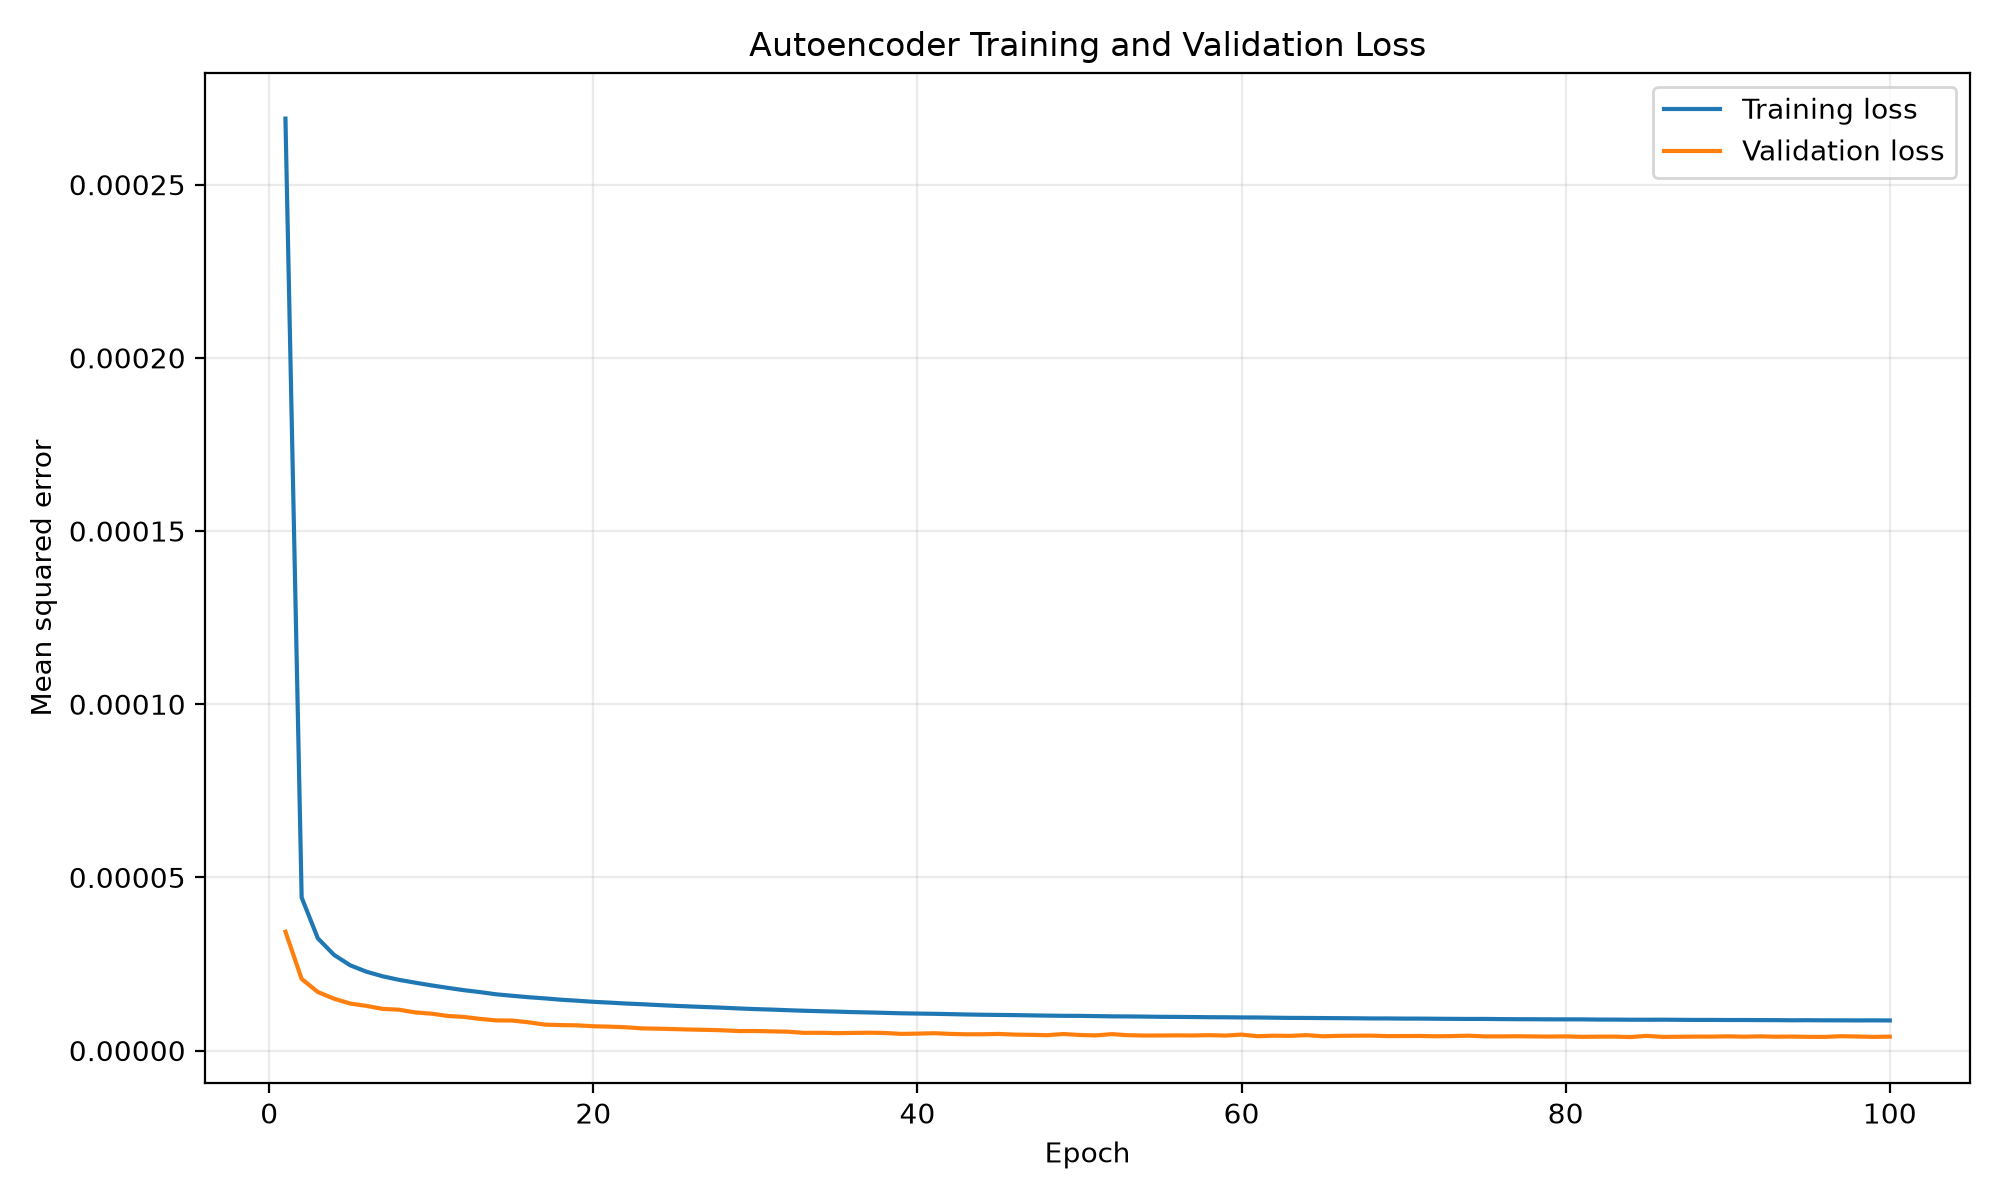 Autoencoder Training and Validation Loss
Training loss
Validation loss
Mean squared error
0.00025
0.00020
0.00015
0.00010
0.00005
0.00000
0 20 40 60 80 100
Epoch